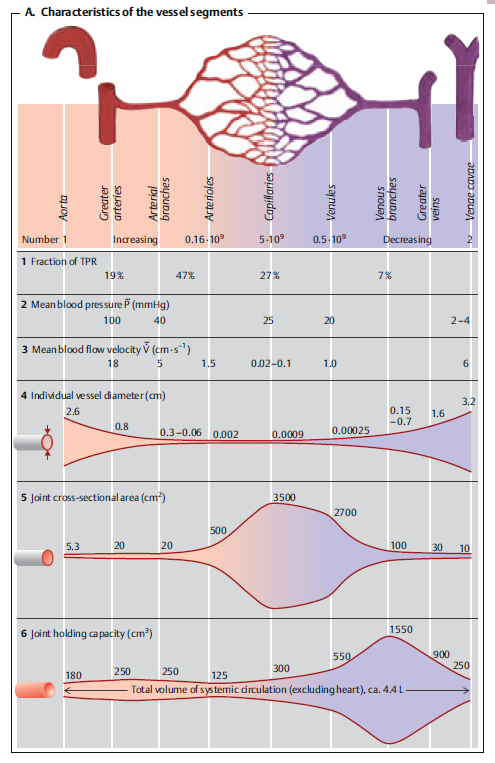 A. Characteristics of the vessel segments
Aorta
Greater
arteries
Arterial
branches
Arterioles
Capillaries
Venules
Venous
branches
Greater
veins
Venae cavae
Number 1 Increasing 0.16·10⁹ 5·10⁹ 0.5·10⁹ Decreasing 2
1 Fraction of TPR
19% 47% 27% 7%
2 Mean blood pressure P̅ (mmHg)
100 40 25 20 2–4
3 Mean blood flow velocity V̅ (cm·s⁻¹)
18 5 1.5 0.02–0.1 1.0 6
4 Individual vessel diameter (cm)
2.6 0.8 0.3–0.06 0.002 0.0009 0.00025 0.15
–0.7 1.6 3.2
5 Joint cross-sectional area (cm²)
5.3 20 20 500 3500 2700 100 30 10
6 Joint holding capacity (cm³)
180 250 250 125 300 550 1550 900 250
Total volume of systemic circulation (excluding heart), ca. 4.4 L